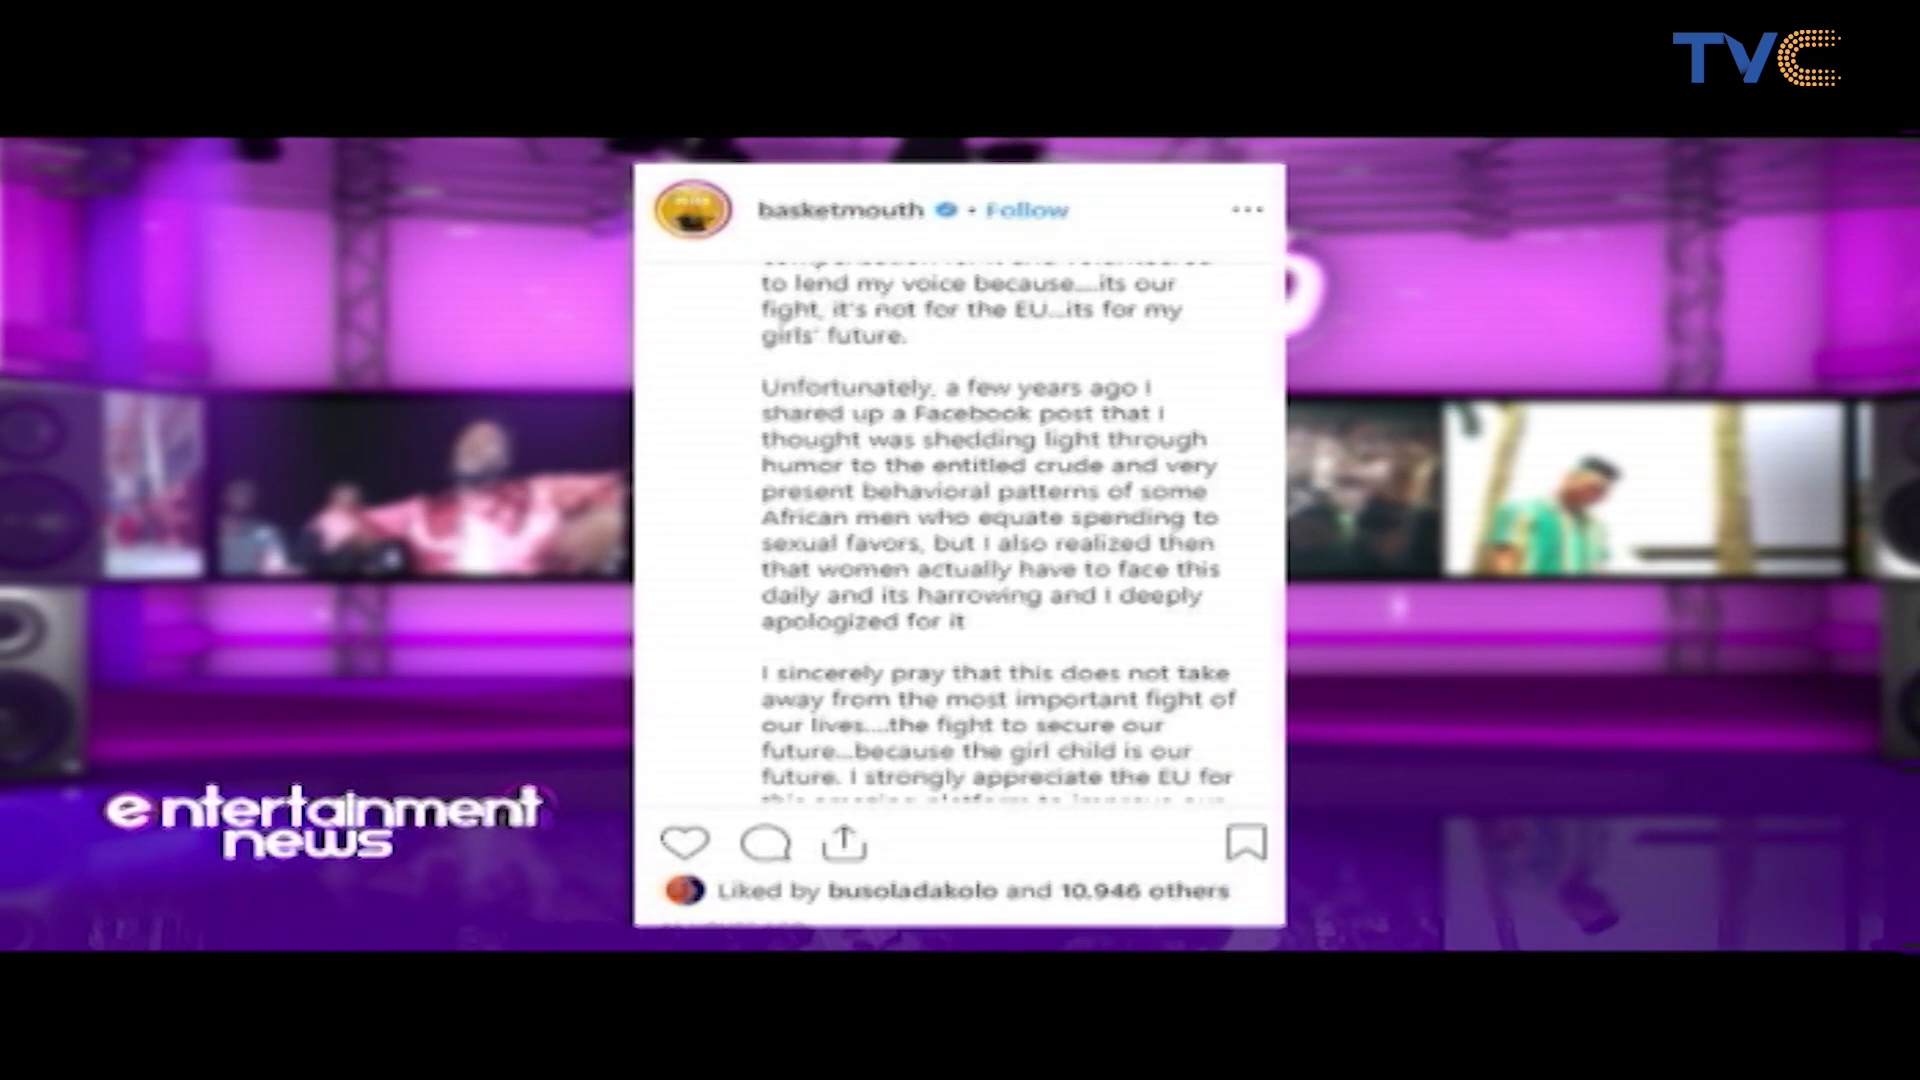 TVC
basketmouth • Follow
to lend my voice because....its our
fight, it's not for the EU...its for my
girls' future.
Unfortunately, a few years ago I
shared up a Facebook post that I
thought was shedding light through
humor to the entitled crude and very
present behavioral patterns of some
African men who equate spending to
sexual favors, but I also realized then
that women actually have to face this
daily and its harrowing and I deeply
apologized for it
I sincerely pray that this does not take
away from the most important fight of
our lives....the fight to secure our
future...because the girl child is our
future. I strongly appreciate the EU for
Liked by busoladakolo and 10,946 others
entertainment
news